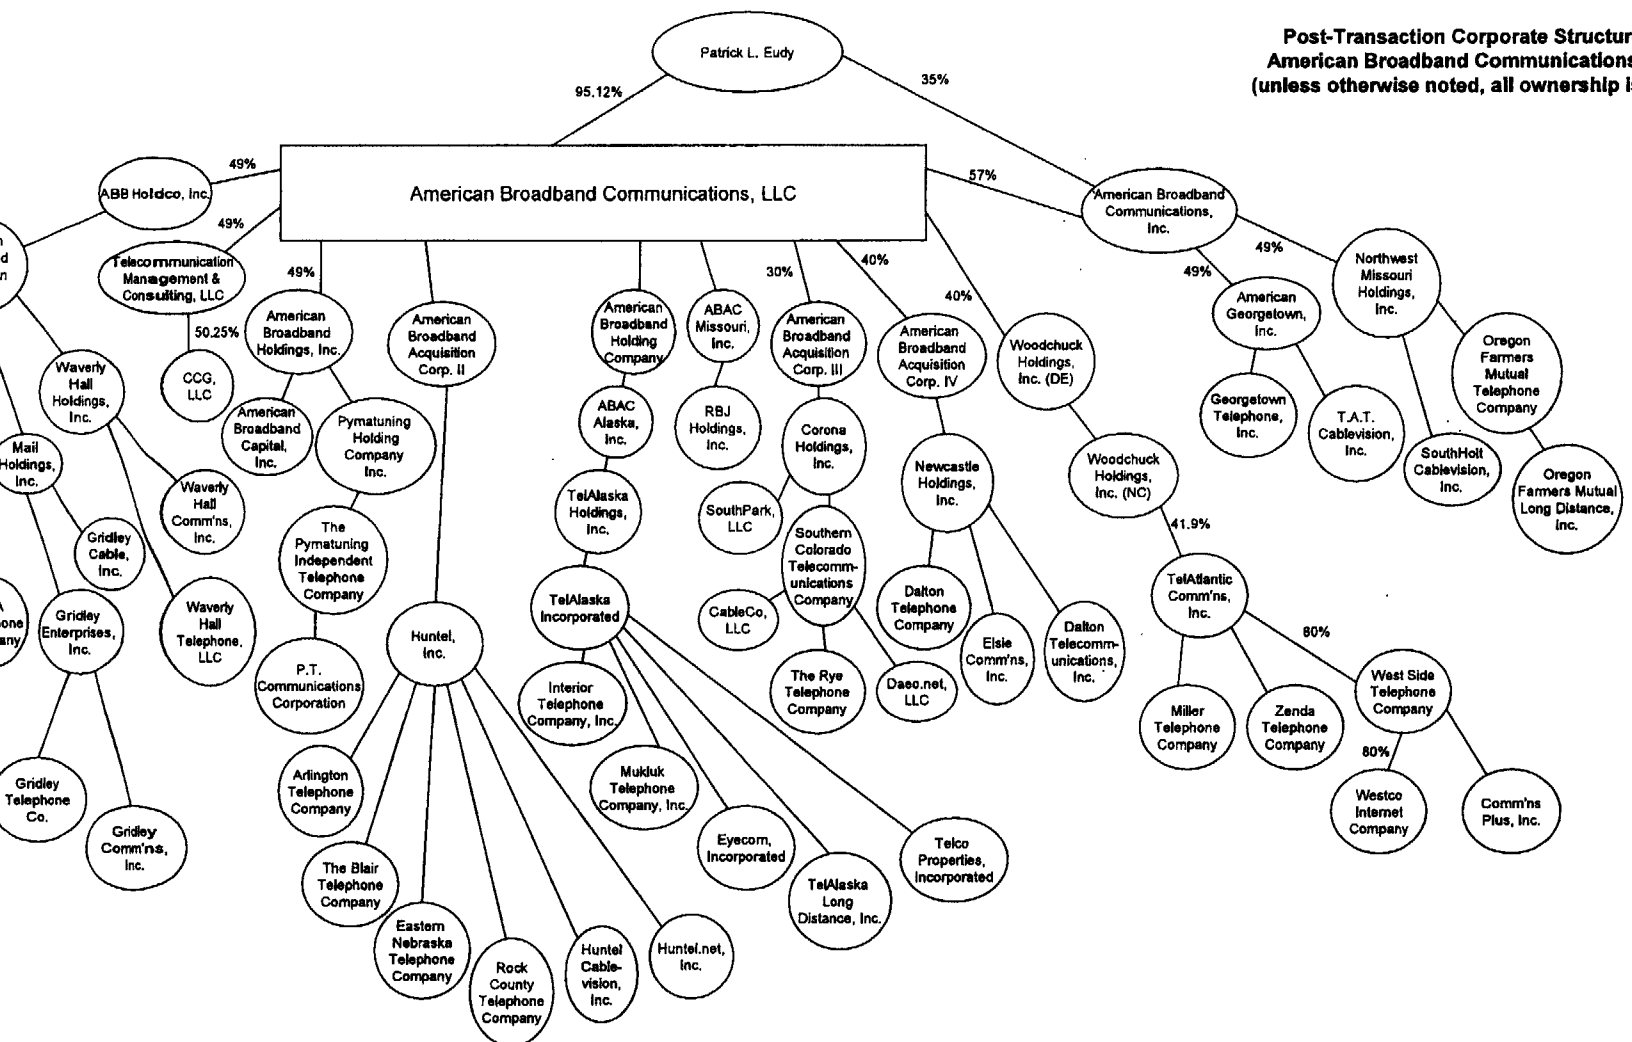 Post-Transaction Corporate Structur
American Broadband Communications
(unless otherwise noted, all ownership i
Patrick L. Eudy
95.12%
35%
American Broadband Communications, LLC
49%
ABB Holdco, Inc.
49%
Telecommunication
Management &
Consulting, LLC
50.25%
CCG,
LLC
49%
American
Broadband
Holdings, Inc.
American
Broadband
Capital,
Inc.
Pymatuning
Holding
Company
Inc.
The
Pymatuning
Independent
Telephone
Company
P.T.
Communications
Corporation
Waverly
Hall
Holdings,
Inc.
Waverly
Hall
Comm'ns,
Inc.
Waverly
Hall
Telephone,
LLC
Mail
Holdings,
Inc.
Gridley
Cable,
Inc.
Gridley
Enterprises,
Inc.
Gridley
Telephone
Co.
Gridley
Comm'ns,
Inc.
American
Broadband
Acquisition
Corp. II
Huntel,
Inc.
Arlington
Telephone
Company
The Blair
Telephone
Company
Eastern
Nebraska
Telephone
Company
Rock
County
Telephone
Company
Huntel
Cable-
vision,
Inc.
Huntel.net,
Inc.
American
Broadband
Holding
Company
ABAC
Alaska,
Inc.
TelAlaska
Holdings,
Inc.
TelAlaska
Incorporated
Interior
Telephone
Company, Inc.
Mukluk
Telephone
Company, Inc.
Eyecom,
Incorporated
TelAlaska
Long
Distance, Inc.
Telco
Properties,
Incorporated
ABAC
Missouri,
Inc.
RBJ
Holdings,
Inc.
30%
American
Broadband
Acquisition
Corp. III
Corona
Holdings,
Inc.
SouthPark,
LLC
Southern
Colorado
Telecomm-
unications
Company
CableCo,
LLC
The Rye
Telephone
Company
Daeo.net,
LLC
40%
American
Broadband
Acquisition
Corp. IV
Newcastle
Holdings,
Inc.
Dalton
Telephone
Company
Elsie
Comm'ns,
Inc.
Dalton
Telecomm-
unications,
Inc.
40%
Woodchuck
Holdings,
Inc. (DE)
Woodchuck
Holdings,
Inc. (NC)
41.9%
TelAtlantic
Comm'ns,
Inc.
Miller
Telephone
Company
Zenda
Telephone
Company
80%
West Side
Telephone
Company
80%
Westco
Internet
Company
Comm'ns
Plus, Inc.
57%
American Broadband
Communications,
Inc.
49%
American
Georgetown,
Inc.
Georgetown
Telephone,
Inc.
T.A.T.
Cablevision,
Inc.
49%
Northwest
Missouri
Holdings,
Inc.
SouthHolt
Cablevision,
Inc.
Oregon
Farmers
Mutual
Telephone
Company
Oregon
Farmers Mutual
Long Distance,
Inc.